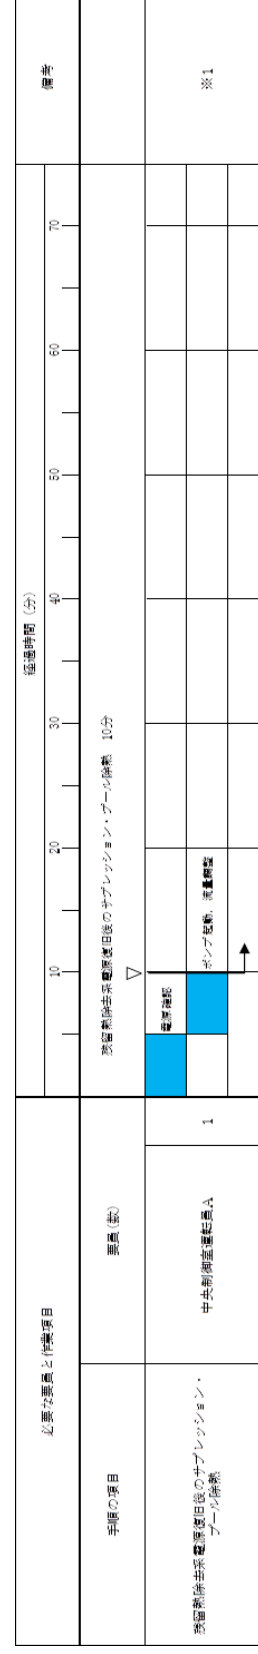 必要な要員と作業項目
経過時間（分）
備考
10 20 30 40 50 60 70
手順の項目
要員(数)
残留熱除去系電源復旧後のサプレッション・プール除熱　10分
▽
残留熱除去系電源復旧後のサプレッション・
プール除熱
中央制御室運転員A
1
電源確認
ポンプ起動，流量調整
※1